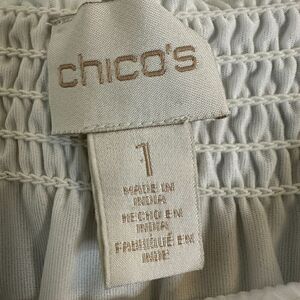 chico's
1
MADE IN
INDIA
HECHO EN
INDIA
FABRIQUÉ EN
INDE